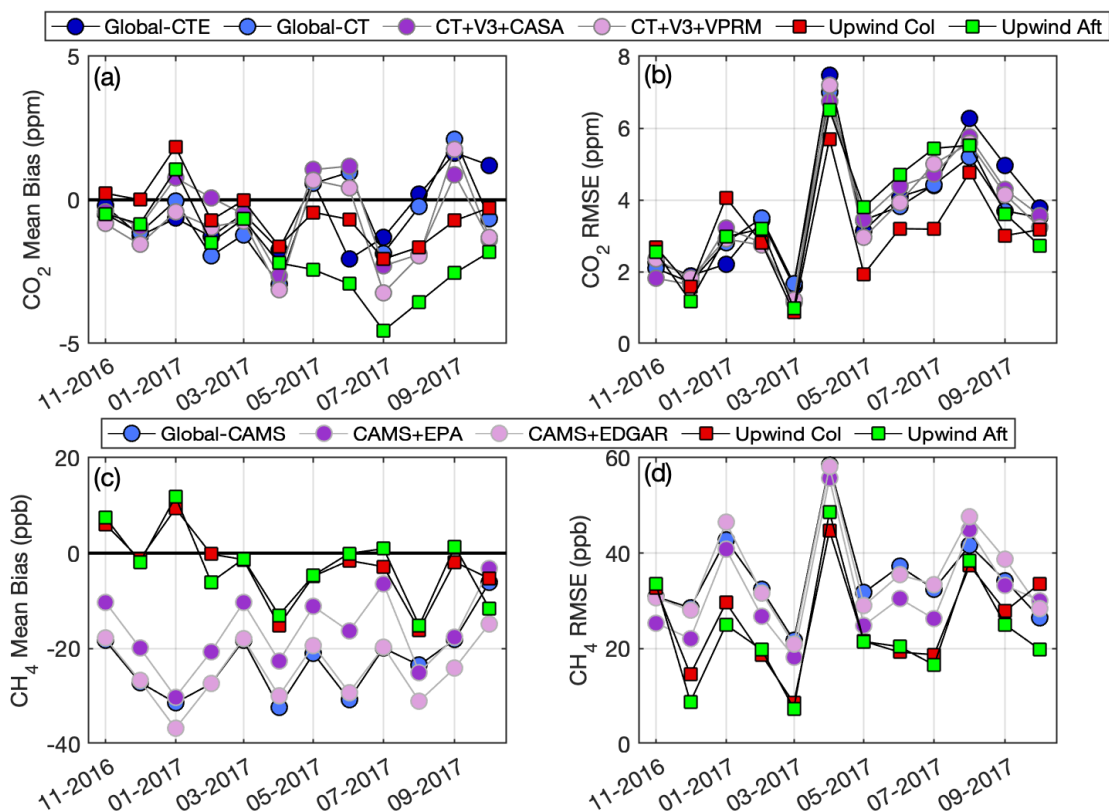 Global-CTE Global-CT CT+V3+CASA CT+V3+VPRM Upwind Col Upwind Aft
(a)
CO2 Mean Bias (ppm)
5
0
-5
11-2016 01-2017 03-2017 05-2017 07-2017 09-2017
(b)
CO2 RMSE (ppm)
8
6
4
2
0
11-2016 01-2017 03-2017 05-2017 07-2017 09-2017
Global-CAMS CAMS+EPA CAMS+EDGAR Upwind Col Upwind Aft
(c)
CH4 Mean Bias (ppb)
20
0
-20
-40
11-2016 01-2017 03-2017 05-2017 07-2017 09-2017
(d)
CH4 RMSE (ppb)
60
40
20
0
11-2016 01-2017 03-2017 05-2017 07-2017 09-2017